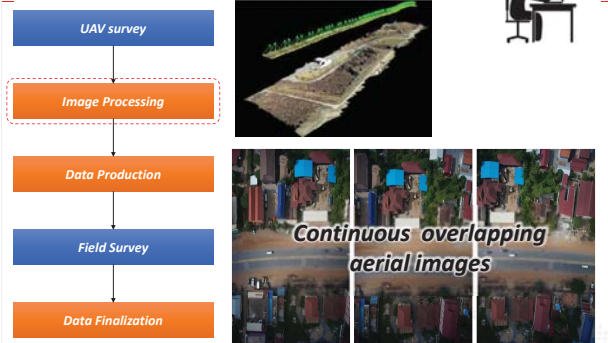 UAV survey
Image Processing
Data Production
Field Survey
Data Finalization
Continuous overlapping
aerial images